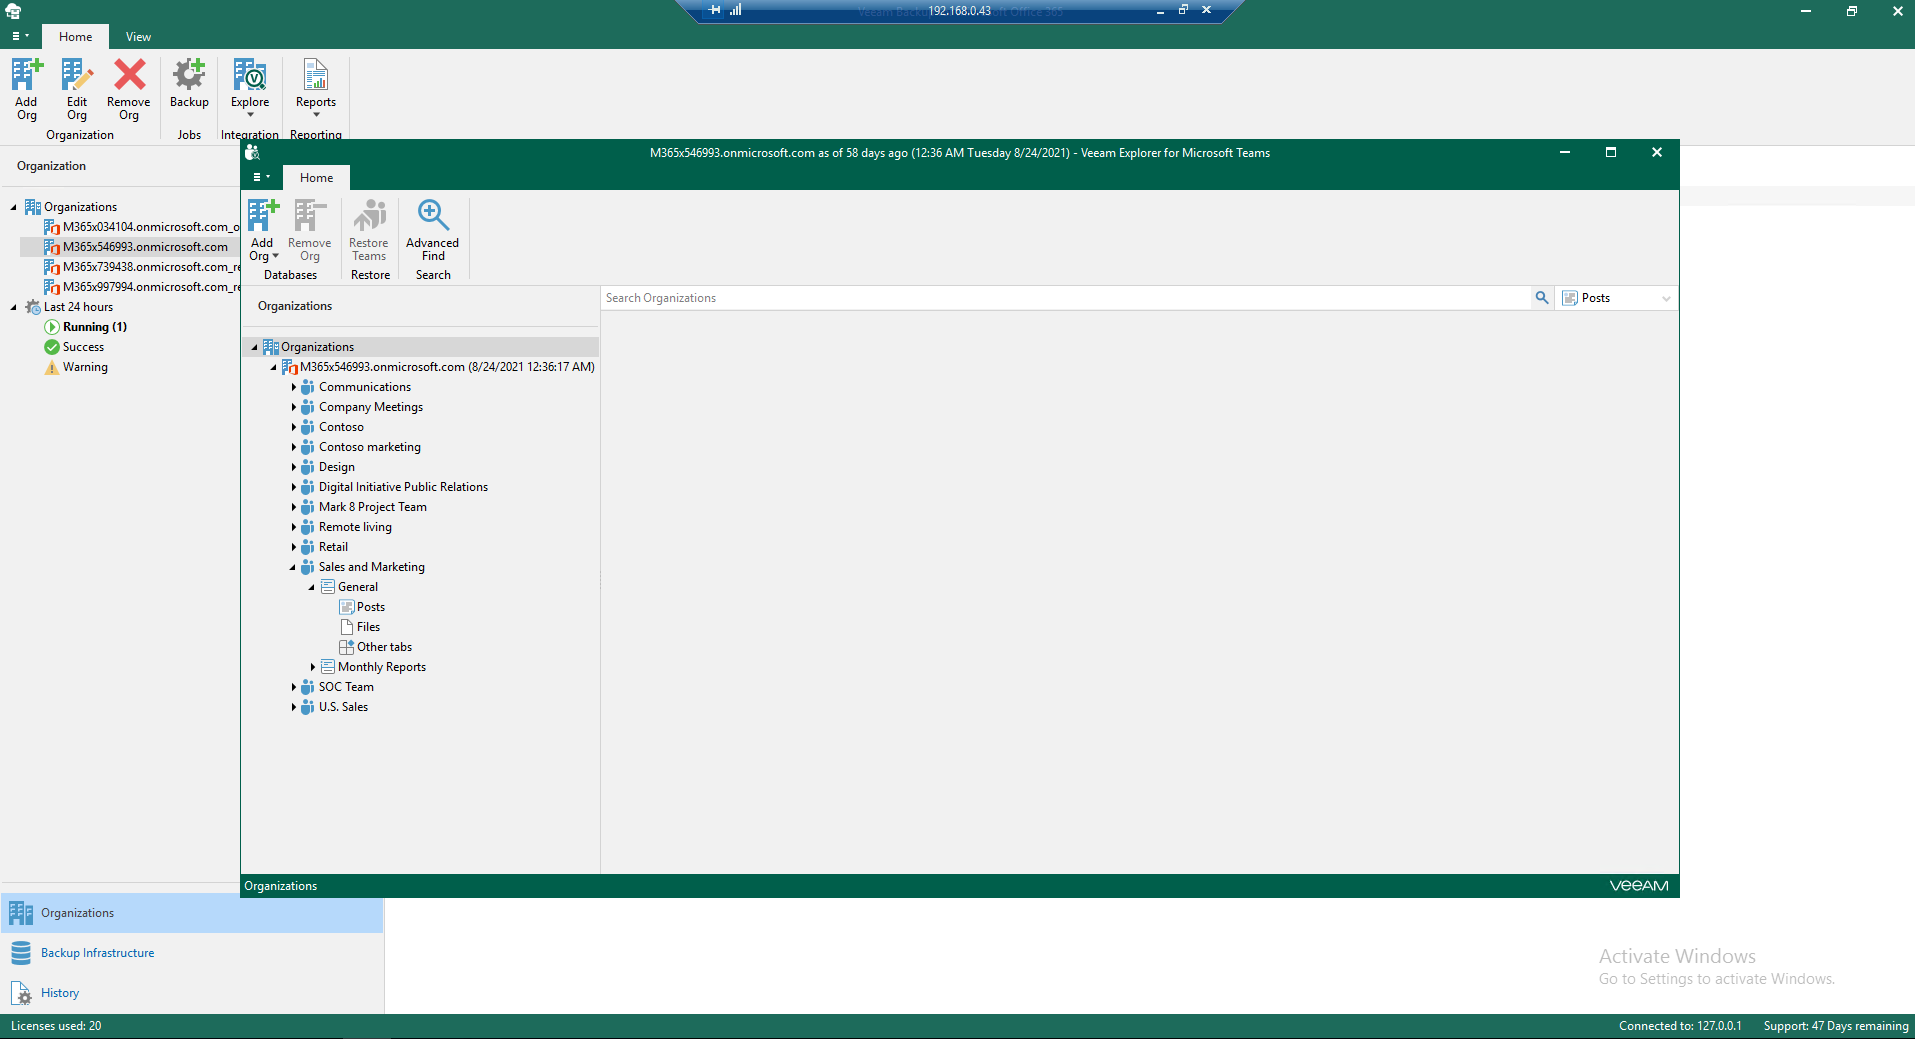 192.168.0.43
Home
View
Add Org
Edit Org
Remove Org
Backup
Explore
Reports
Organization
Jobs
Integration
Reporting
Organization
Organizations
M365x034104.onmicrosoft.com_o
M365x546993.onmicrosoft.com
M365x739438.onmicrosoft.com_re
M365x997994.onmicrosoft.com_re
Last 24 hours
Running (1)
Success
Warning
M365x546993.onmicrosoft.com as of 58 days ago (12:36 AM Tuesday 8/24/2021) - Veeam Explorer for Microsoft Teams
Home
Add Org
Remove Org
Restore Teams
Advanced Find
Databases
Restore
Search
Organizations
Search Organizations
Posts
Organizations
M365x546993.onmicrosoft.com (8/24/2021 12:36:17 AM)
Communications
Company Meetings
Contoso
Contoso marketing
Design
Digital Initiative Public Relations
Mark 8 Project Team
Remote living
Retail
Sales and Marketing
General
Posts
Files
Other tabs
Monthly Reports
SOC Team
U.S. Sales
Organizations
VEEAM
Organizations
Backup Infrastructure
History
Activate Windows
Go to Settings to activate Windows.
Licenses used: 20
Connected to: 127.0.0.1
Support: 47 Days remaining